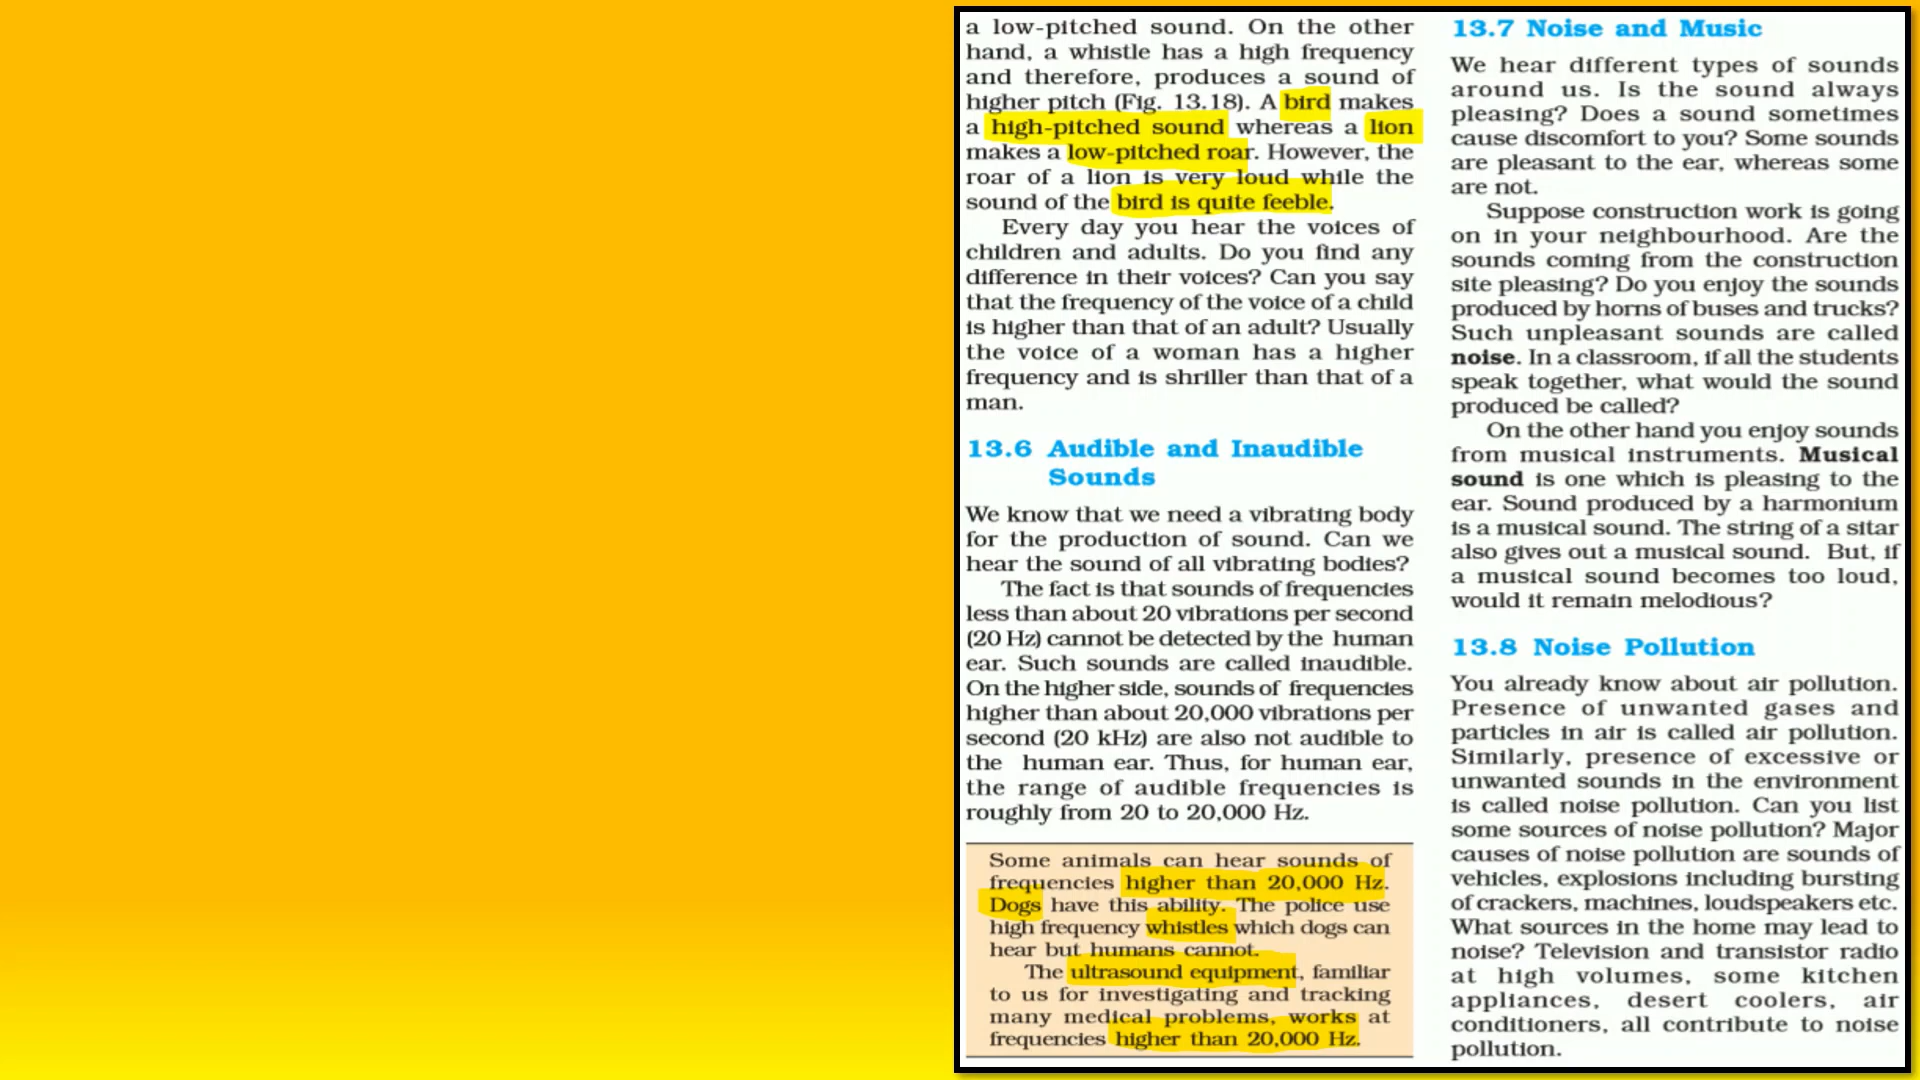 a low-pitched sound. On the other
hand, a whistle has a high frequency
and therefore, produces a sound of
higher pitch (Fig. 13.18). A bird makes
a high-pitched sound whereas a lion
makes a low-pitched roar. However, the
roar of a lion is very loud while the
sound of the bird is quite feeble.
Every day you hear the voices of
children and adults. Do you find any
difference in their voices? Can you say
that the frequency of the voice of a child
is higher than that of an adult? Usually
the voice of a woman has a higher
frequency and is shriller than that of a
man.
13.6 Audible and Inaudible
Sounds
We know that we need a vibrating body
for the production of sound. Can we
hear the sound of all vibrating bodies?
The fact is that sounds of frequencies
less than about 20 vibrations per second
(20 Hz) cannot be detected by the human
ear. Such sounds are called inaudible.
On the higher side, sounds of frequencies
higher than about 20,000 vibrations per
second (20 kHz) are also not audible to
the human ear. Thus, for human ear,
the range of audible frequencies is
roughly from 20 to 20,000 Hz.
Some animals can hear sounds of
frequencies higher than 20,000 Hz.
Dogs have this ability. The police use
high frequency whistles which dogs can
hear but humans cannot.
The ultrasound equipment, familiar
to us for investigating and tracking
many medical problems, works at
frequencies higher than 20,000 Hz.
13.7 Noise and Music
We hear different types of sounds
around us. Is the sound always
pleasing? Does a sound sometimes
cause discomfort to you? Some sounds
are pleasant to the ear, whereas some
are not.
Suppose construction work is going
on in your neighbourhood. Are the
sounds coming from the construction
site pleasing? Do you enjoy the sounds
produced by horns of buses and trucks?
Such unpleasant sounds are called
noise. In a classroom, if all the students
speak together, what would the sound
produced be called?
On the other hand you enjoy sounds
from musical instruments. Musical
sound is one which is pleasing to the
ear. Sound produced by a harmonium
is a musical sound. The string of a sitar
also gives out a musical sound. But, if
a musical sound becomes too loud,
would it remain melodious?
13.8 Noise Pollution
You already know about air pollution.
Presence of unwanted gases and
particles in air is called air pollution.
Similarly, presence of excessive or
unwanted sounds in the environment
is called noise pollution. Can you list
some sources of noise pollution? Major
causes of noise pollution are sounds of
vehicles, explosions including bursting
of crackers, machines, loudspeakers etc.
What sources in the home may lead to
noise? Television and transistor radio
at high volumes, some kitchen
appliances, desert coolers, air
conditioners, all contribute to noise
pollution.